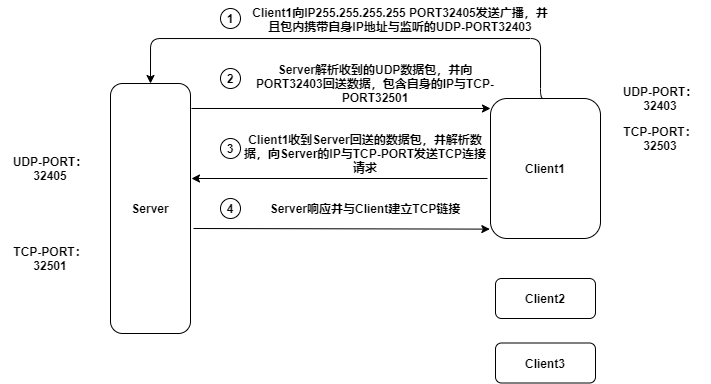 1
Client1向IP255.255.255.255 PORT32405发送广播，并
且包内携带自身IP地址与监听的UDP-PORT32403
2
Server解析收到的UDP数据包，并向
PORT32403回送数据，包含自身的IP与TCP-
PORT32501
3
Client1收到Server回送的数据包，并解析数
据，向Server的IP与TCP-PORT发送TCP连接
请求
4
Server响应并与Client建立TCP链接
UDP-PORT：
32405
TCP-PORT：
32501
Server
Client1
UDP-PORT：
32403
TCP-PORT：
32503
Client2
Client3